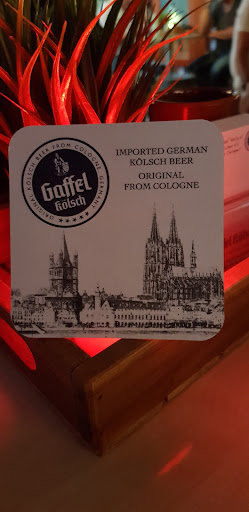 IMPORTED GERMAN
KÖLSCH BEER
ORIGINAL
FROM COLOGNE
ORIGINAL KÖLSCH BEER FROM COLOGNE, GERMANY
Gaffel
Kölsch